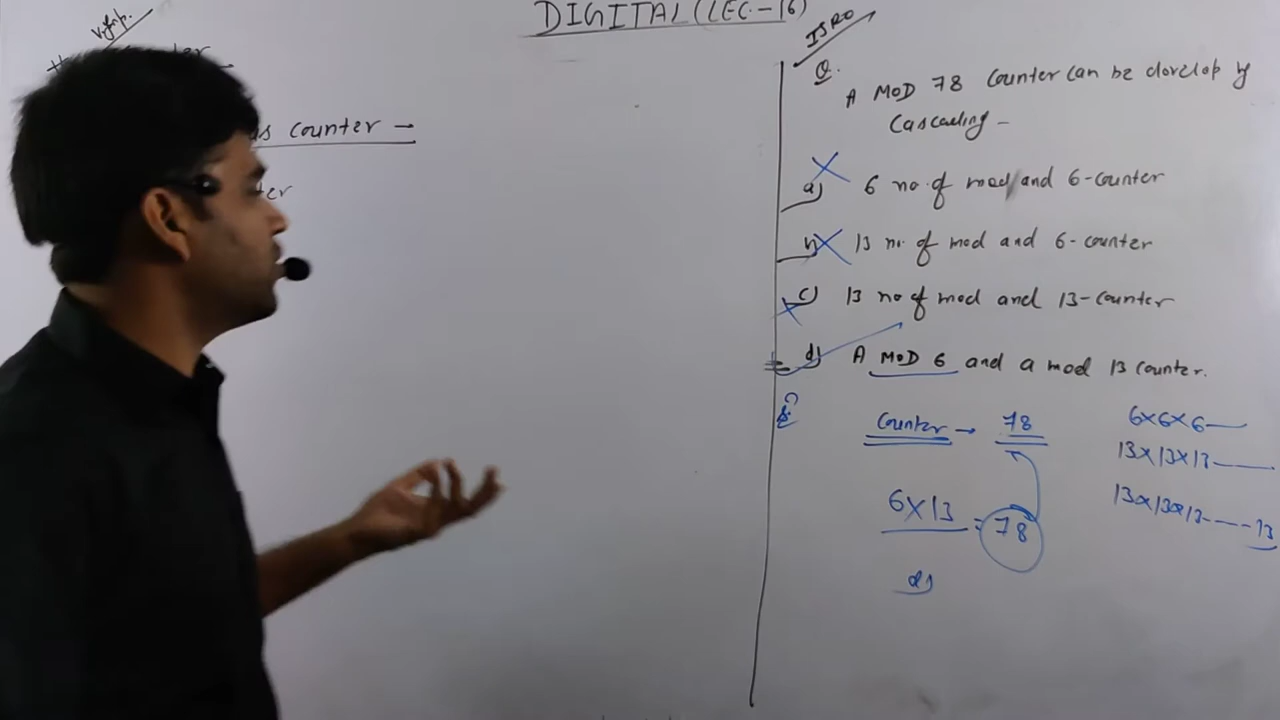 DIGITAL (LEC-16)
counter -
ISRO
Q.
A MOD 78 Counter can be dovelop by
Cascading -
a) 6 no. of mod and 6-counter
b) 13 no. of mod and 6-counter
c) 13 no of mod and 13-counter
d) A MOD 6 and a mod 13 counter.
Counter → 78
6×13 = 78
d)
6×6×6
13×13×13
13×13×13 - - - - 13